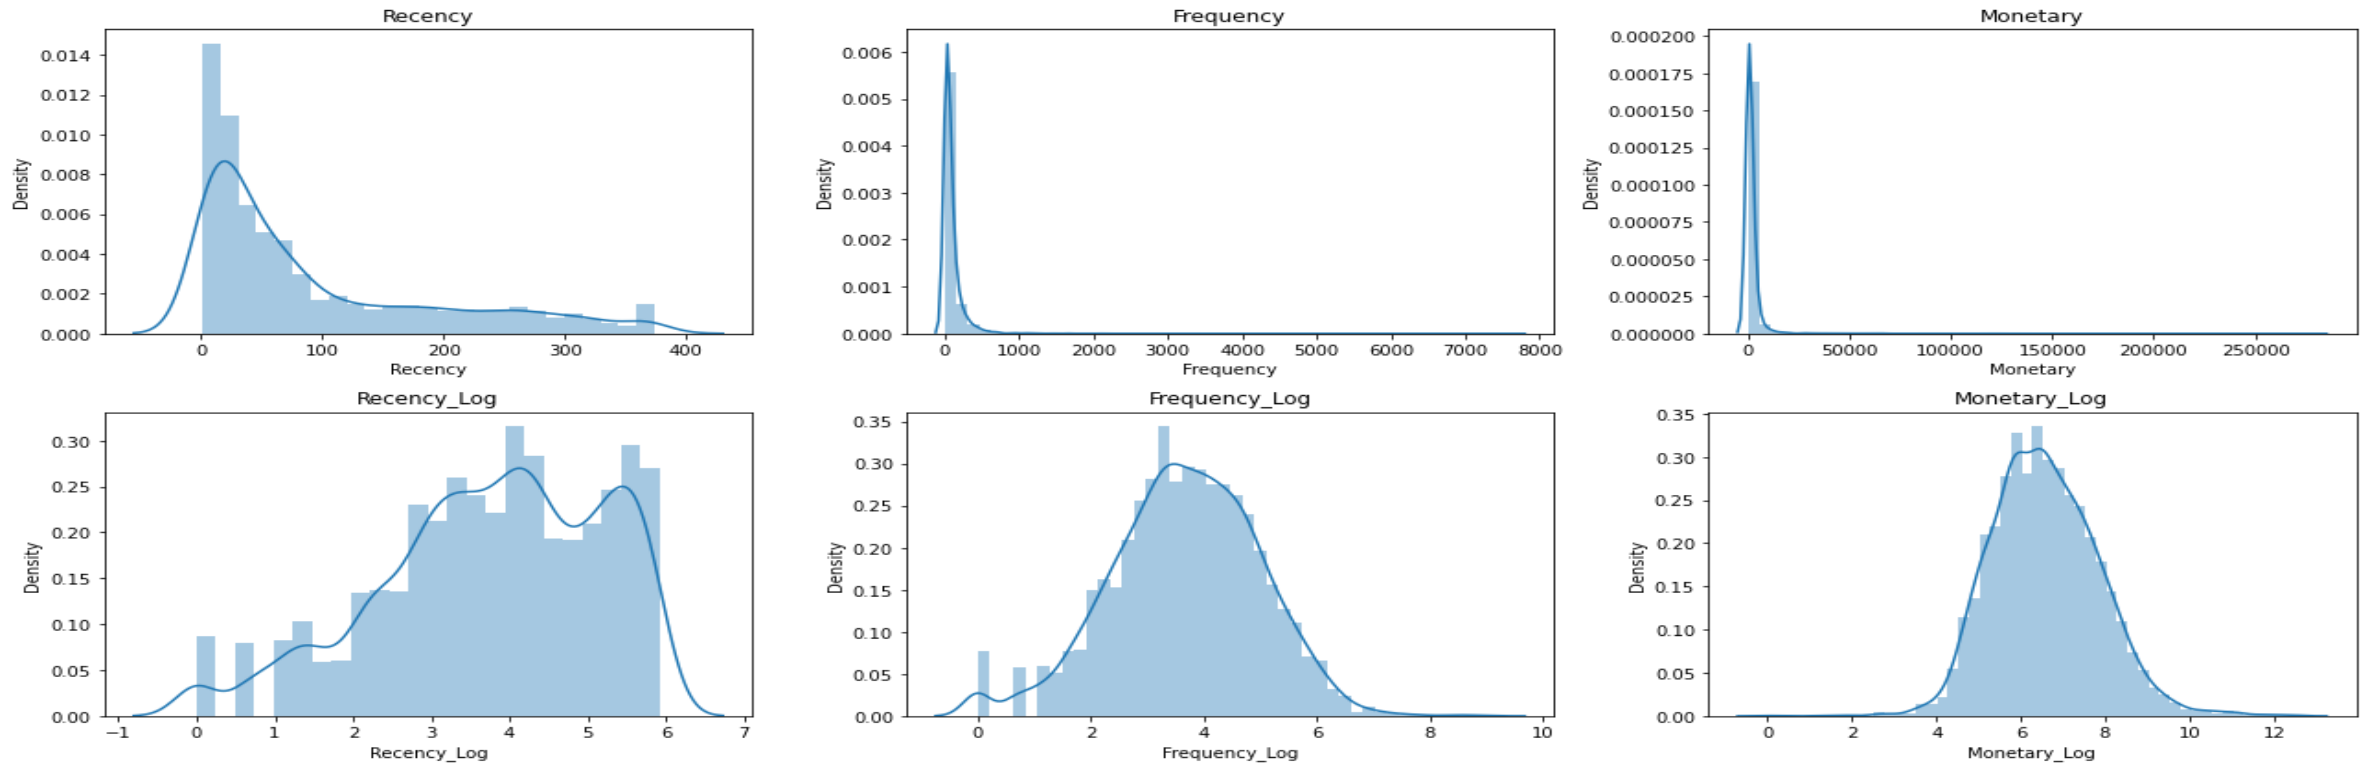 Recency
Frequency
Monetary
0.014
0.012
0.010
0.008
0.006
0.004
0.002
0.000
Density
0 100 200 300 400
Recency
0.006
0.005
0.004
0.003
0.002
0.001
0.000
Density
0 1000 2000 3000 4000 5000 6000 7000 8000
Frequency
0.000200
0.000175
0.000150
0.000125
0.000100
0.000075
0.000050
0.000025
0.000000
Density
0 50000 100000 150000 200000 250000
Monetary
Recency_Log
Frequency_Log
Monetary_Log
0.30
0.25
0.20
0.15
0.10
0.05
0.00
Density
−1 0 1 2 3 4 5 6 7
Recency_Log
0.35
0.30
0.25
0.20
0.15
0.10
0.05
0.00
Density
0 2 4 6 8 10
Frequency_Log
0.35
0.30
0.25
0.20
0.15
0.10
0.05
0.00
Density
0 2 4 6 8 10 12
Monetary_Log